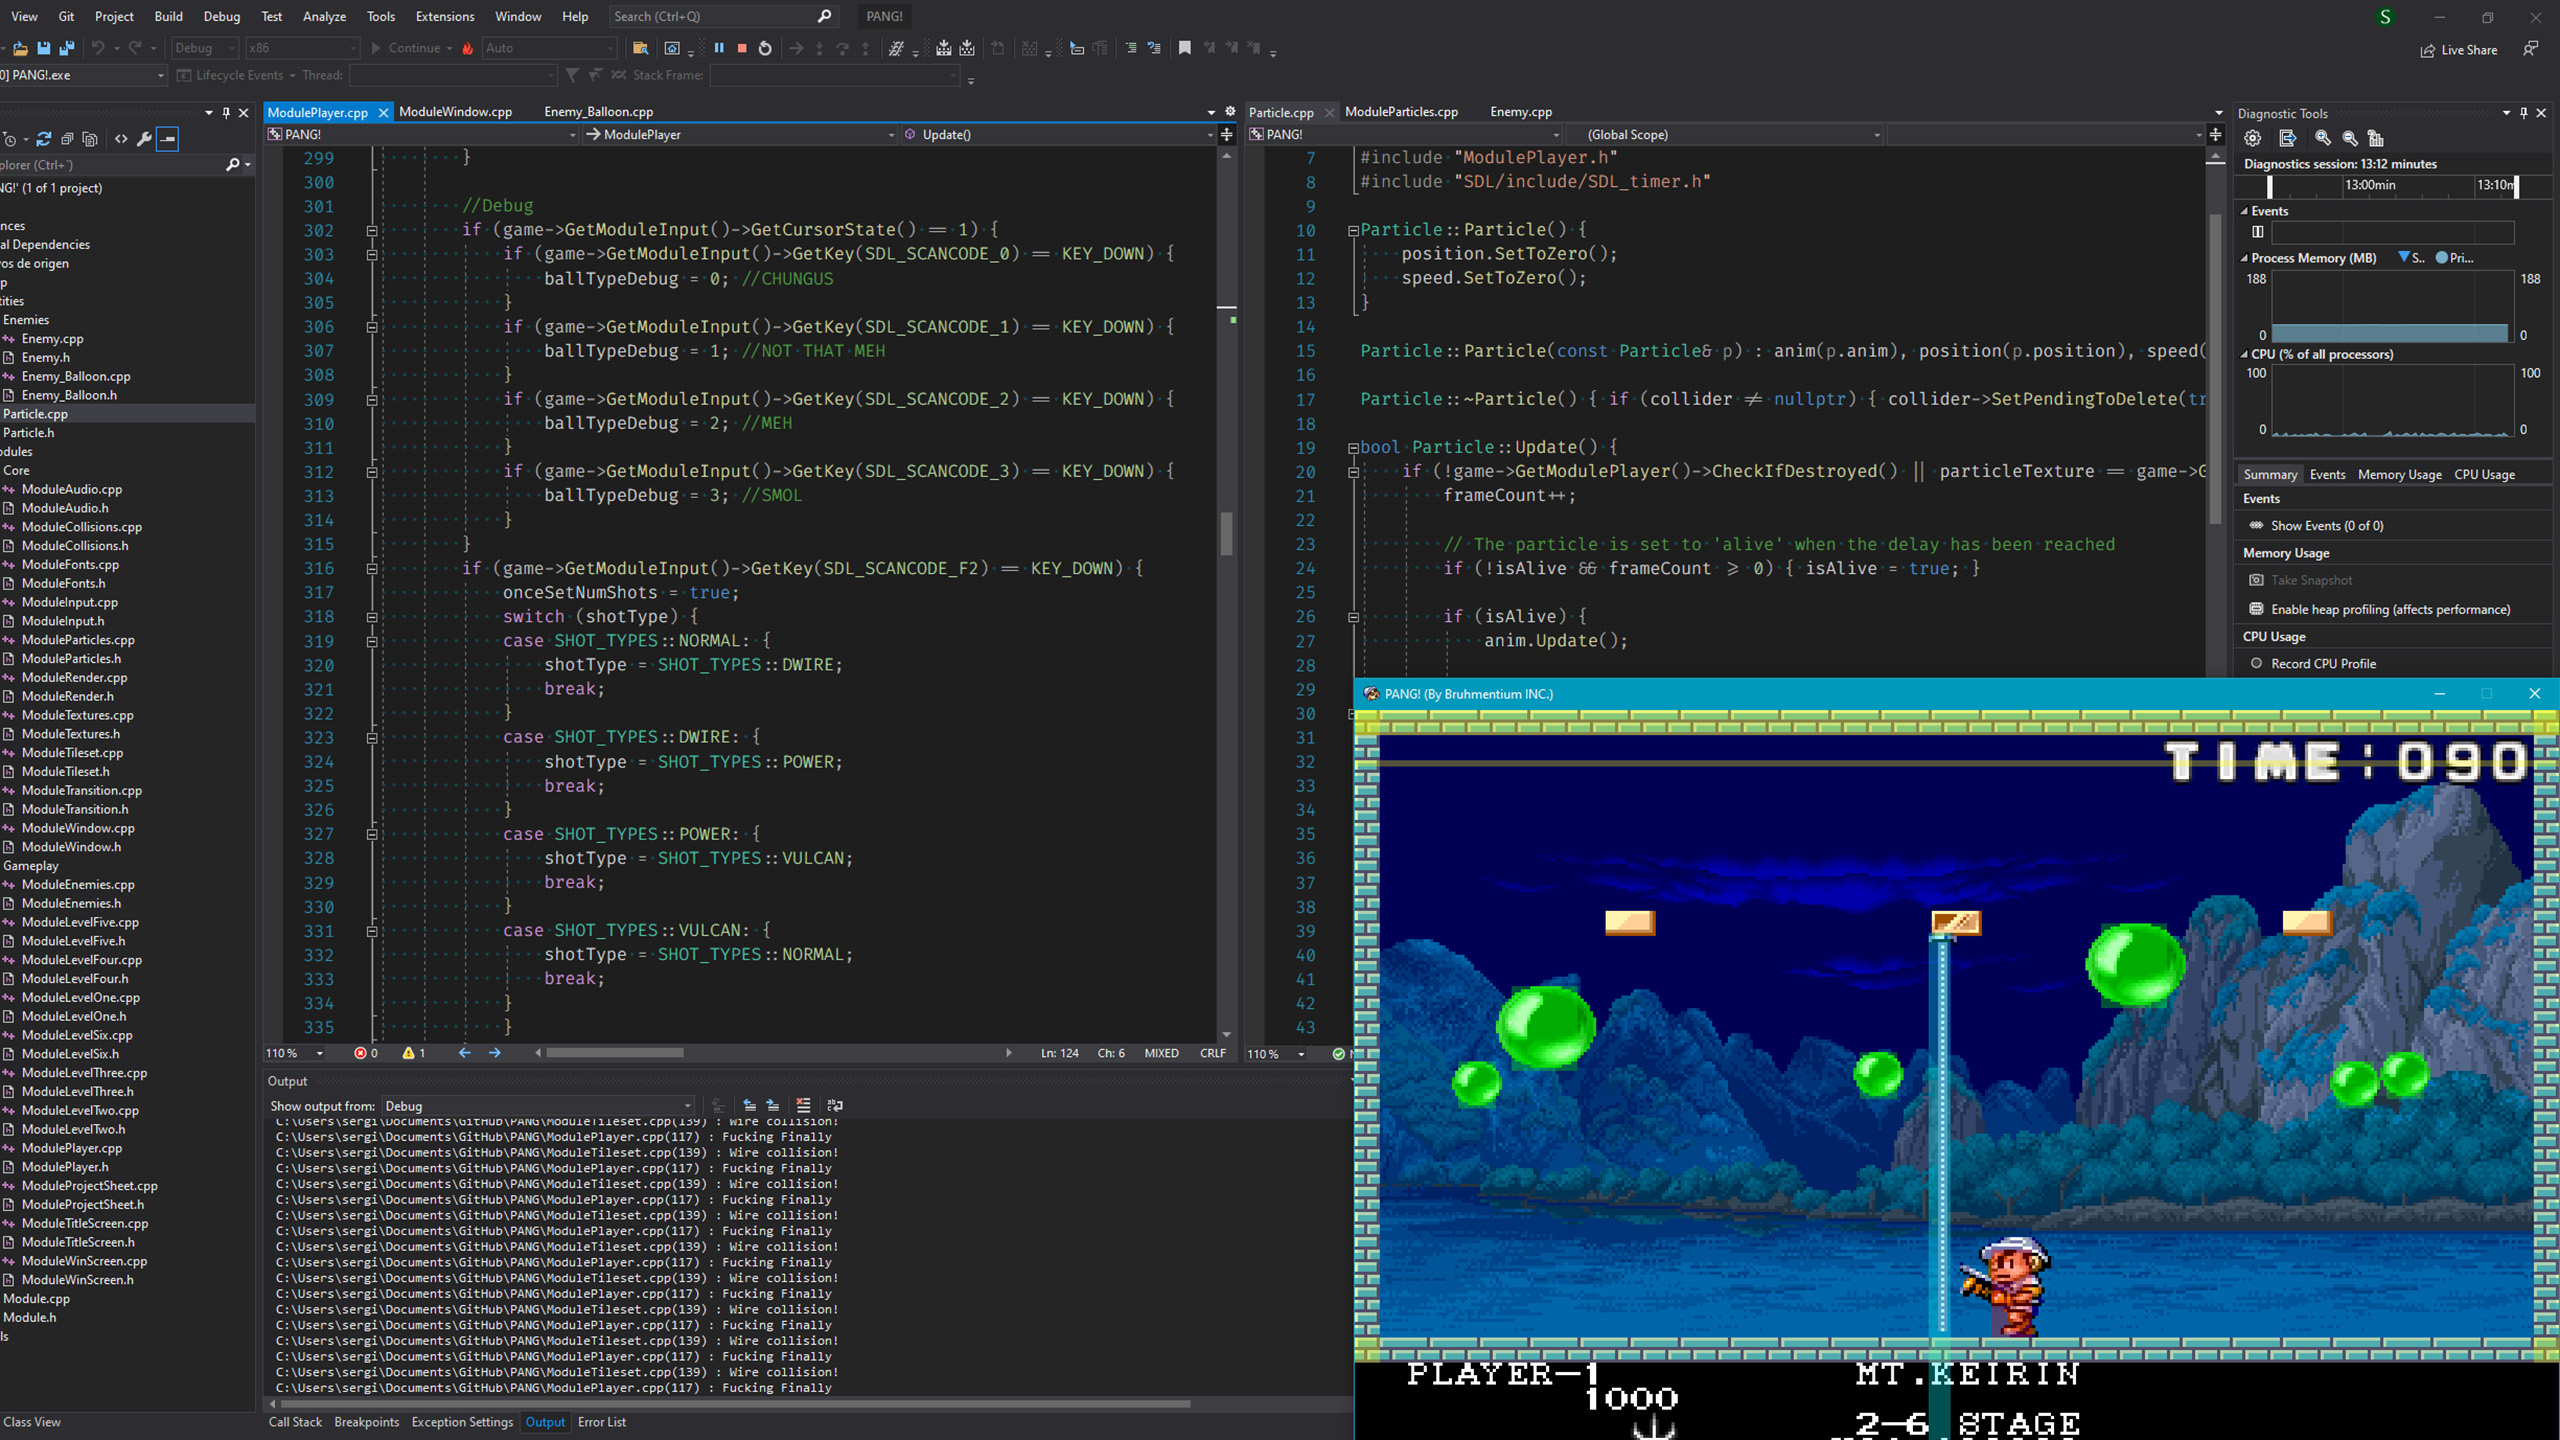 View Git Project Build Debug Test Analyze Tools Extensions Window Help Search (Ctrl+Q) PANG! S
Debug x86 Continue Auto Live Share
0] PANG!.exe Lifecycle Events Thread: Stack Frame:
plorer (Ctrl+¨)
NG!' (1 of 1 project)
nces
al Dependencies
vos de origen
p
tities
Enemies
Enemy.cpp
Enemy.h
Enemy_Balloon.cpp
Enemy_Balloon.h
Particle.cpp
Particle.h
odules
Core
ModuleAudio.cpp
ModuleAudio.h
ModuleCollisions.cpp
ModuleCollisions.h
ModuleFonts.cpp
ModuleFonts.h
ModuleInput.cpp
ModuleInput.h
ModuleParticles.cpp
ModuleParticles.h
ModuleRender.cpp
ModuleRender.h
ModuleTextures.cpp
ModuleTextures.h
ModuleTileset.cpp
ModuleTileset.h
ModuleTransition.cpp
ModuleTransition.h
ModuleWindow.cpp
ModuleWindow.h
Gameplay
ModuleEnemies.cpp
ModuleEnemies.h
ModuleLevelFive.cpp
ModuleLevelFive.h
ModuleLevelFour.cpp
ModuleLevelFour.h
ModuleLevelOne.cpp
ModuleLevelOne.h
ModuleLevelSix.cpp
ModuleLevelSix.h
ModuleLevelThree.cpp
ModuleLevelThree.h
ModuleLevelTwo.cpp
ModuleLevelTwo.h
ModulePlayer.cpp
ModulePlayer.h
ModuleProjectSheet.cpp
ModuleProjectSheet.h
ModuleTitleScreen.cpp
ModuleTitleScreen.h
ModuleWinScreen.cpp
ModuleWinScreen.h
Module.cpp
Module.h
ls
Class View
ModulePlayer.cpp ModuleWindow.cpp Enemy_Balloon.cpp
PANG! ModulePlayer Update()
299 }
300
301 //Debug
302 if (game->GetModuleInput()->GetCursorState() == 1) {
303 if (game->GetModuleInput()->GetKey(SDL_SCANCODE_0) == KEY_DOWN) {
304 ballTypeDebug = 0; //CHUNGUS
305 }
306 if (game->GetModuleInput()->GetKey(SDL_SCANCODE_1) == KEY_DOWN) {
307 ballTypeDebug = 1; //NOT THAT MEH
308 }
309 if (game->GetModuleInput()->GetKey(SDL_SCANCODE_2) == KEY_DOWN) {
310 ballTypeDebug = 2; //MEH
311 }
312 if (game->GetModuleInput()->GetKey(SDL_SCANCODE_3) == KEY_DOWN) {
313 ballTypeDebug = 3; //SMOL
314 }
315 }
316 if (game->GetModuleInput()->GetKey(SDL_SCANCODE_F2) == KEY_DOWN) {
317 onceSetNumShots = true;
318 switch (shotType) {
319 case SHOT_TYPES::NORMAL: {
320 shotType = SHOT_TYPES::DWIRE;
321 break;
322 }
323 case SHOT_TYPES::DWIRE: {
324 shotType = SHOT_TYPES::POWER;
325 break;
326 }
327 case SHOT_TYPES::POWER: {
328 shotType = SHOT_TYPES::VULCAN;
329 break;
330 }
331 case SHOT_TYPES::VULCAN: {
332 shotType = SHOT_TYPES::NORMAL;
333 break;
334 }
335 }
110 % 0 1 Ln: 124 Ch: 6 MIXED CRLF
Particle.cpp ModuleParticles.cpp Enemy.cpp
PANG! (Global Scope)
7 #include "ModulePlayer.h"
8 #include "SDL/include/SDL_timer.h"
9
10 Particle::Particle() {
11 position.SetToZero();
12 speed.SetToZero();
13 }
14
15 Particle::Particle(const Particle& p) : anim(p.anim), position(p.position), speed(
16
17 Particle::~Particle() { if (collider != nullptr) { collider->SetPendingToDelete(tr
18
19 bool Particle::Update() {
20 if (!game->GetModulePlayer()->CheckIfDestroyed() || particleTexture == game->G
21 frameCount++;
22
23 // The particle is set to 'alive' when the delay has been reached
24 if (!isAlive && frameCount >= 0) { isAlive = true; }
25
26 if (isAlive) {
27 anim.Update();
28
29
30
31
32
33
34
35
36
37
38
39
40
41
42
43
110 %
Diagnostic Tools
Diagnostics session: 13:12 minutes
13:00min 13:10m
Events
Process Memory (MB) S.. Pri...
188 188
0 0
CPU (% of all processors)
100 100
0 0
Summary Events Memory Usage CPU Usage
Events
Show Events (0 of 0)
Memory Usage
Take Snapshot
Enable heap profiling (affects performance)
CPU Usage
Record CPU Profile
Output
Show output from: Debug
C:\Users\sergi\Documents\GitHub\PANG\ModuleTileset.cpp(139) : Wire collision!
C:\Users\sergi\Documents\GitHub\PANG\ModulePlayer.cpp(117) : Fucking Finally
C:\Users\sergi\Documents\GitHub\PANG\ModuleTileset.cpp(139) : Wire collision!
C:\Users\sergi\Documents\GitHub\PANG\ModulePlayer.cpp(117) : Fucking Finally
C:\Users\sergi\Documents\GitHub\PANG\ModuleTileset.cpp(139) : Wire collision!
C:\Users\sergi\Documents\GitHub\PANG\ModulePlayer.cpp(117) : Fucking Finally
C:\Users\sergi\Documents\GitHub\PANG\ModuleTileset.cpp(139) : Wire collision!
C:\Users\sergi\Documents\GitHub\PANG\ModulePlayer.cpp(117) : Fucking Finally
C:\Users\sergi\Documents\GitHub\PANG\ModuleTileset.cpp(139) : Wire collision!
C:\Users\sergi\Documents\GitHub\PANG\ModulePlayer.cpp(117) : Fucking Finally
C:\Users\sergi\Documents\GitHub\PANG\ModuleTileset.cpp(139) : Wire collision!
C:\Users\sergi\Documents\GitHub\PANG\ModulePlayer.cpp(117) : Fucking Finally
C:\Users\sergi\Documents\GitHub\PANG\ModuleTileset.cpp(139) : Wire collision!
C:\Users\sergi\Documents\GitHub\PANG\ModulePlayer.cpp(117) : Fucking Finally
C:\Users\sergi\Documents\GitHub\PANG\ModuleTileset.cpp(139) : Wire collision!
C:\Users\sergi\Documents\GitHub\PANG\ModulePlayer.cpp(117) : Fucking Finally
C:\Users\sergi\Documents\GitHub\PANG\ModuleTileset.cpp(139) : Wire collision!
C:\Users\sergi\Documents\GitHub\PANG\ModulePlayer.cpp(117) : Fucking Finally
Call Stack Breakpoints Exception Settings Output Error List
PANG! (By Bruhmentium INC.)
TIME:090
PLAYER-1
1000
MT.KEIRIN
2-6 STAGE